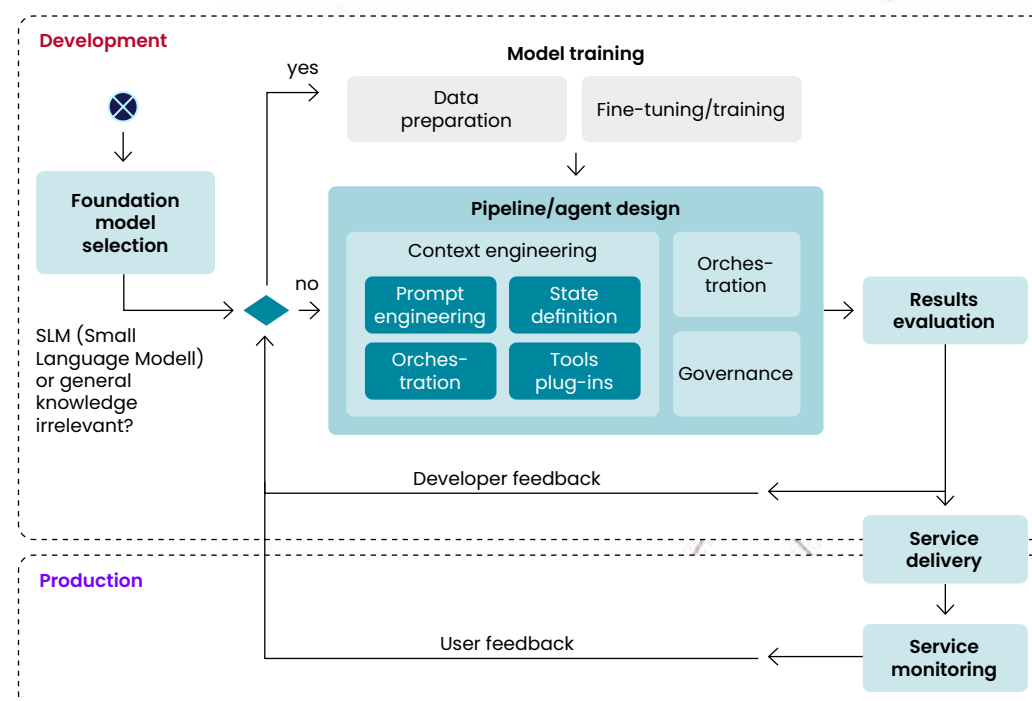 Development
yes
Model training
Data
preparation
Fine-tuning/training
Foundation
model
selection
Pipeline/agent design
Context engineering
Prompt
engineering
State
definition
Orches-
tration
Tools
plug-ins
Orches-
tration
Governance
no
Results
evaluation
SLM (Small
Language Modell)
or general
knowledge
irrelevant?
Developer feedback
Service
delivery
Production
User feedback
Service
monitoring